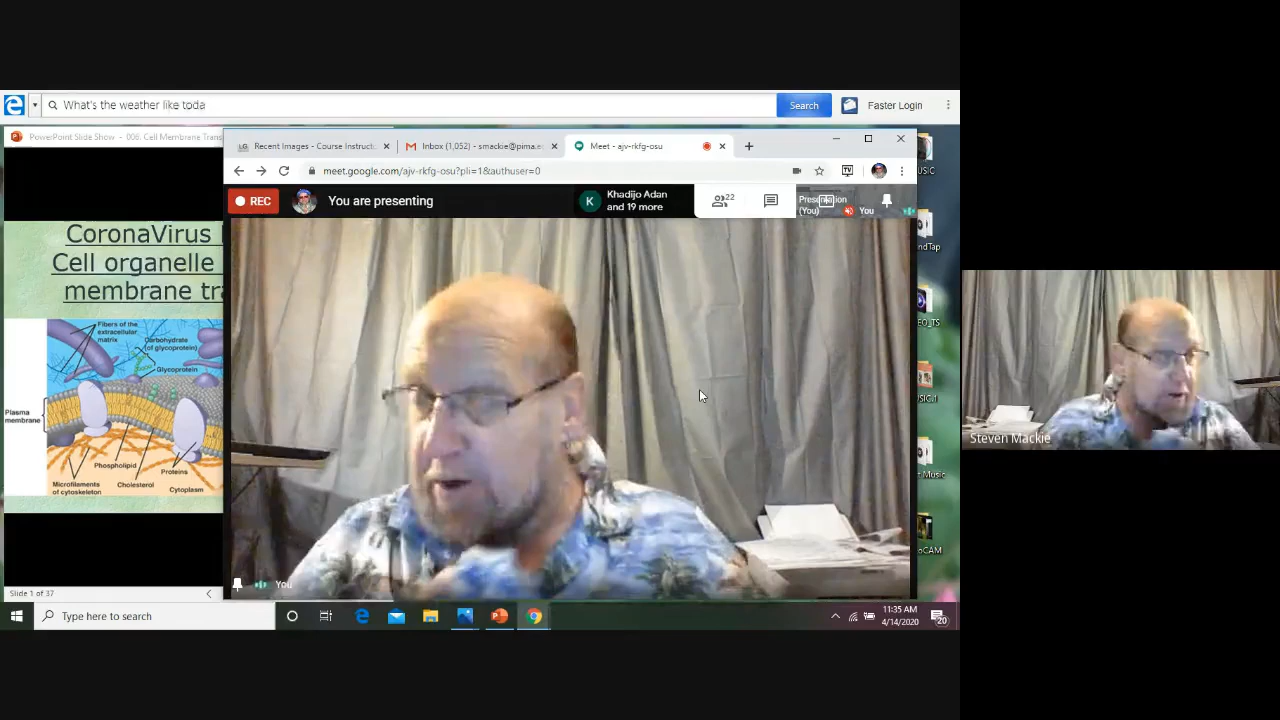 What's the weather like toda
Search
Faster Login
PowerPoint Slide Show - 006. Cell Membrane Trans
Recent Images - Course Instructi
Inbox (1,052) - smackie@pima.e
Meet - ajv-rkfg-osu
meet.google.com/ajv-rkfg-osu?pli=1&authuser=0
REC
You are presenting
K
Khadijo Adan
and 19 more
22
(You)
You
CoronaVirus
Cell organelle
membrane tra
Fibers of the
extracellular
matrix
Carbohydrate
(of glycoprotein)
Glycoprotein
Plasma
membrane
Phospholipid
Proteins
Microfilaments
of cytoskeleton
Cholesterol
Cytoplasm
You
Slide 1 of 37
Type here to search
11:35 AM
4/14/2020
20
Steven Mackie